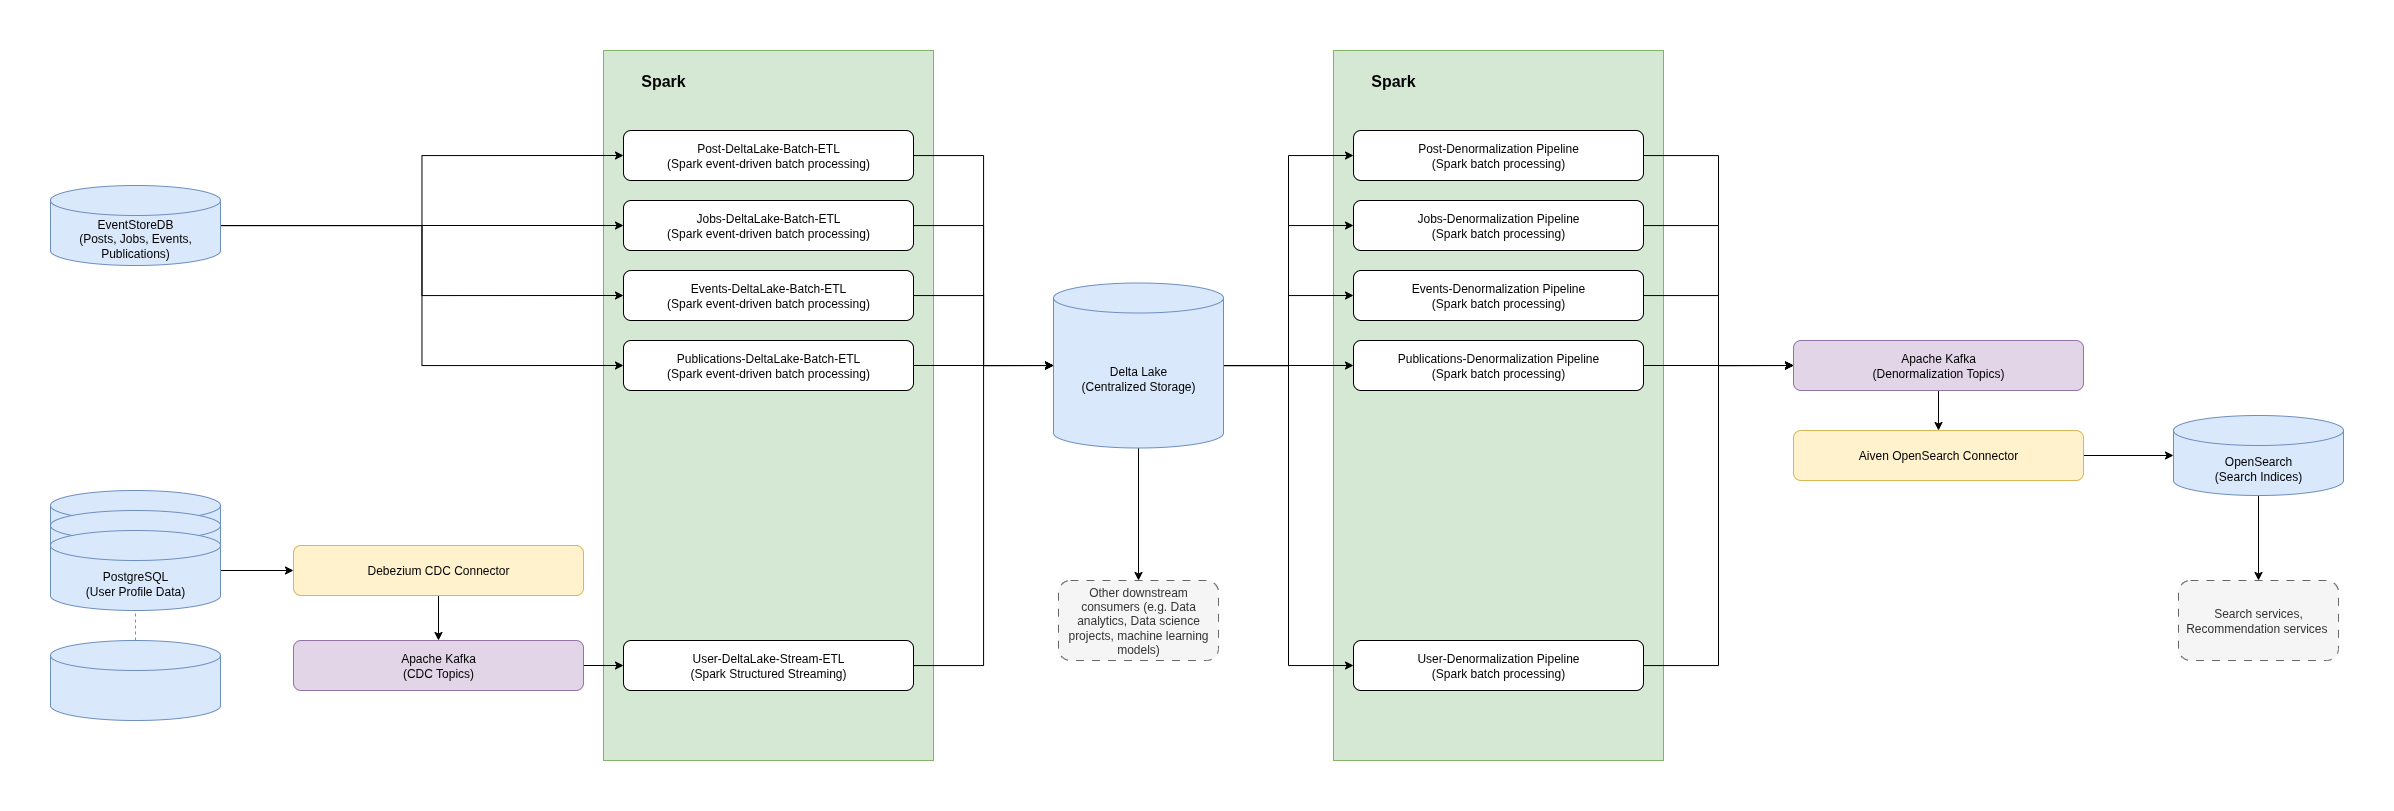 EventStoreDB
(Posts, Jobs, Events,
Publications)
PostgreSQL
(User Profile Data)
Debezium CDC Connector
Apache Kafka
(CDC Topics)
Spark
Post-DeltaLake-Batch-ETL
(Spark event-driven batch processing)
Jobs-DeltaLake-Batch-ETL
(Spark event-driven batch processing)
Events-DeltaLake-Batch-ETL
(Spark event-driven batch processing)
Publications-DeltaLake-Batch-ETL
(Spark event-driven batch processing)
User-DeltaLake-Stream-ETL
(Spark Structured Streaming)
Delta Lake
(Centralized Storage)
Other downstream
consumers (e.g. Data
analytics, Data science
projects, machine learning
models)
Spark
Post-Denormalization Pipeline
(Spark batch processing)
Jobs-Denormalization Pipeline
(Spark batch processing)
Events-Denormalization Pipeline
(Spark batch processing)
Publications-Denormalization Pipeline
(Spark batch processing)
User-Denormalization Pipeline
(Spark batch processing)
Apache Kafka
(Denormalization Topics)
Aiven OpenSearch Connector
OpenSearch
(Search Indices)
Search services,
Recommendation services